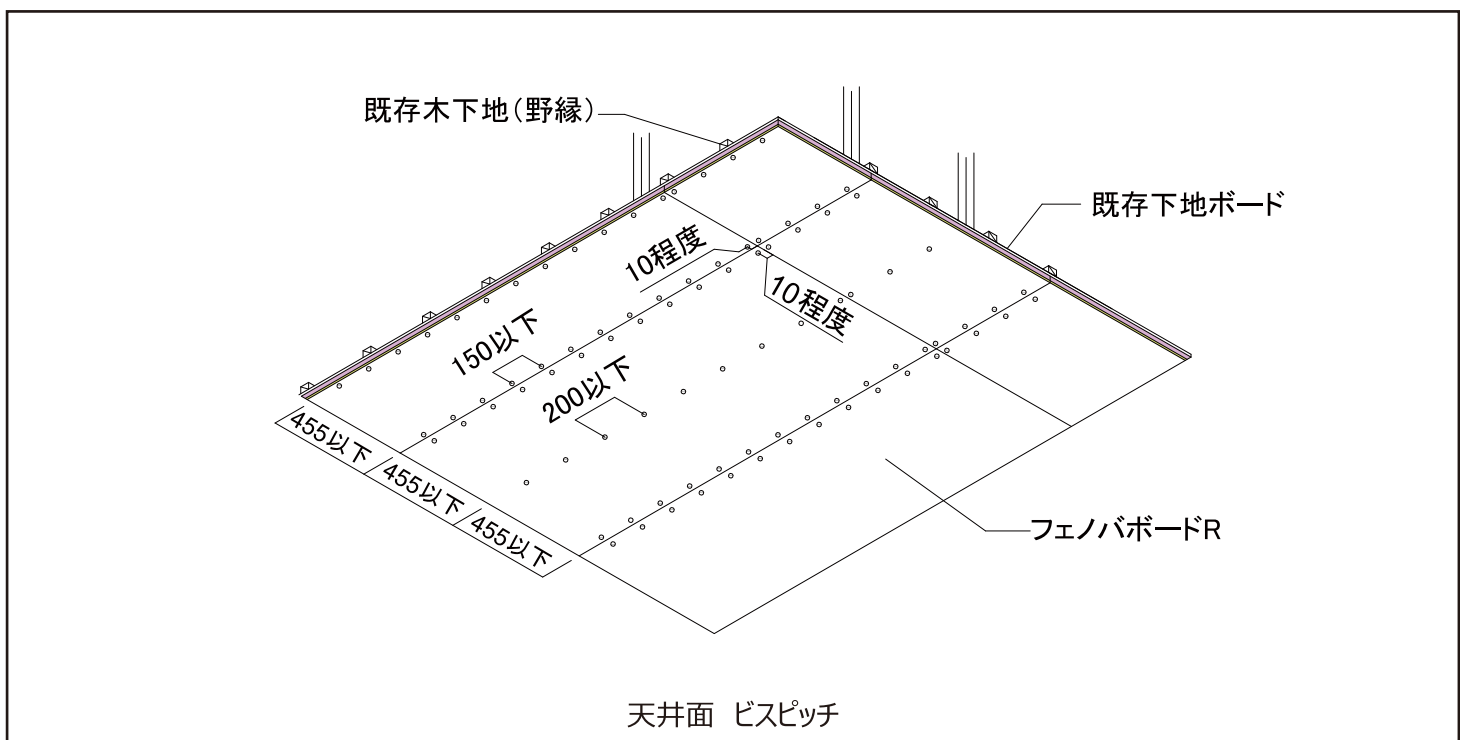 既存木下地（野縁）
既存下地ボード
10程度
10程度
150以下
200以下
455以下
455以下
455以下
フェノバボードR
天井面 ビスピッチ